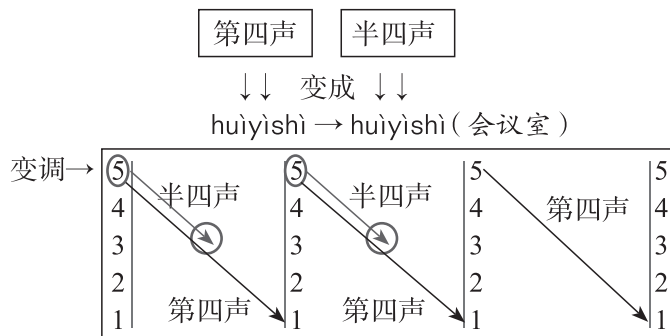 第四声 半四声
↓↓ 变成 ↓↓
huìyìshì → huìyìshì ( 会议室 )
变调→ 5 5 5 5
半四声 半四声 第四声
4 4 4 4
3 3 3 3
2 2 2 2
第四声 第四声
1 1 1 1